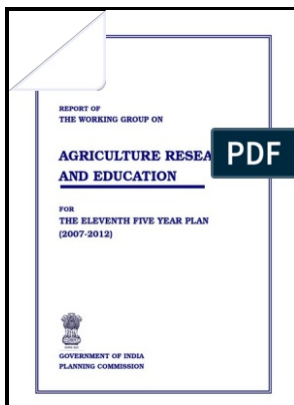 REPORT OF
THE WORKING GROUP ON
AGRICULTURE RESEA
PDF
AND EDUCATION
FOR
THE ELEVENTH FIVE YEAR PLAN
(2007-2012)
GOVERNMENT OF INDIA
PLANNING COMMISSION